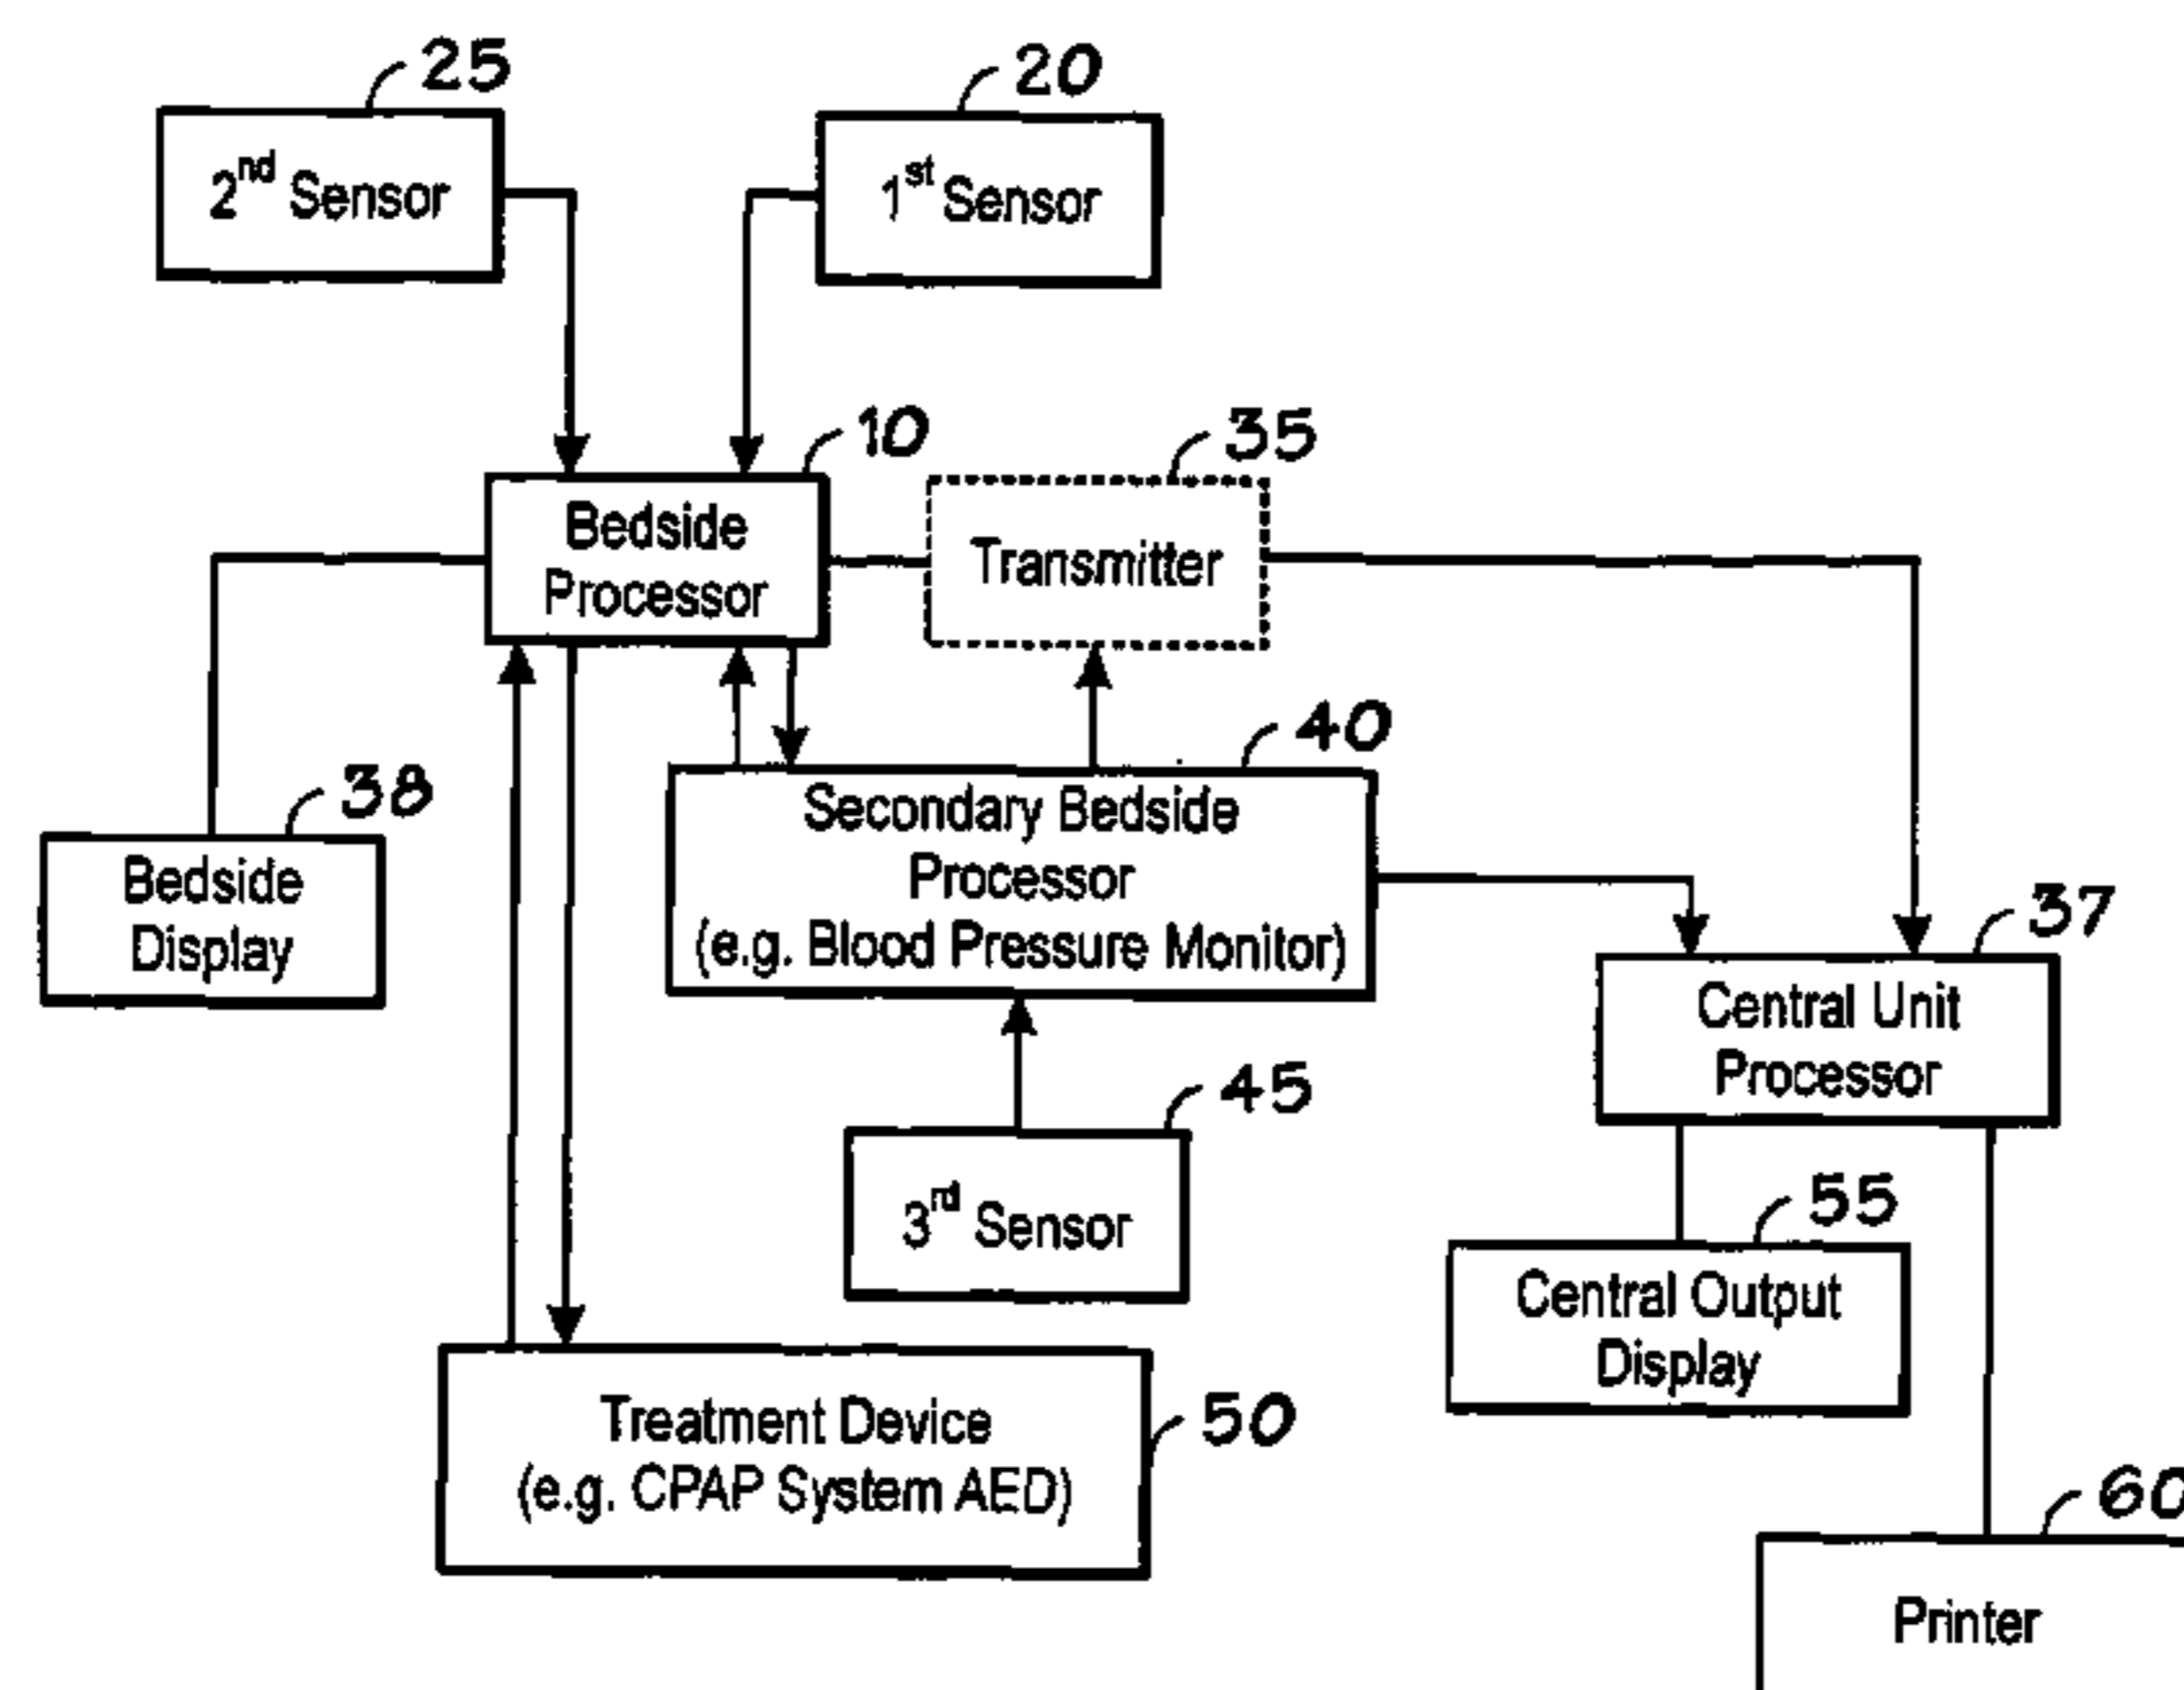 25
20
2nd Sensor
1st Sensor
10
35
Bedside
Processor
Transmitter
40
38
Secondary Bedside
Processor
(e.g. Blood Pressure Monitor)
Bedside
Display
37
Central Unit
Processor
45
3rd Sensor
55
Central Output
Display
Treatment Device
(e.g. CPAP System AED)
50
60
Printer